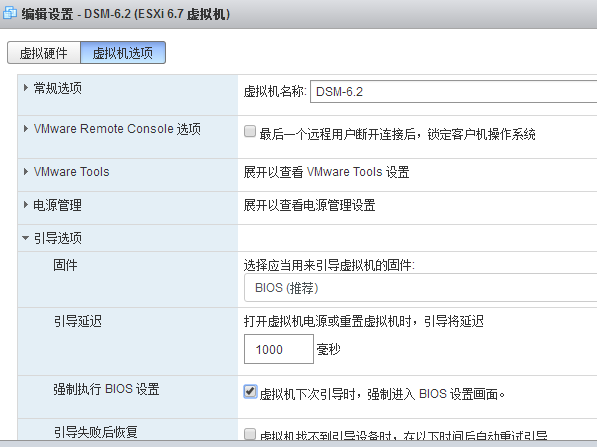 编辑设置 - DSM-6.2 (ESXi 6.7 虚拟机)
虚拟硬件 虚拟机选项
常规选项 虚拟机名称: DSM-6.2
VMware Remote Console 选项 最后一个远程用户断开连接后，锁定客户机操作系统
VMware Tools 展开以查看 VMware Tools 设置
电源管理 展开以查看电源管理设置
引导选项
固件 选择应当用来引导虚拟机的固件:
BIOS (推荐)
引导延迟 打开虚拟机电源或重置虚拟机时，引导将延迟
1000 毫秒
强制执行 BIOS 设置 虚拟机下次引导时，强制进入 BIOS 设置画面。
引导失败后恢复 虚拟机找不到引导设备时，在以下时间后自动重试引导